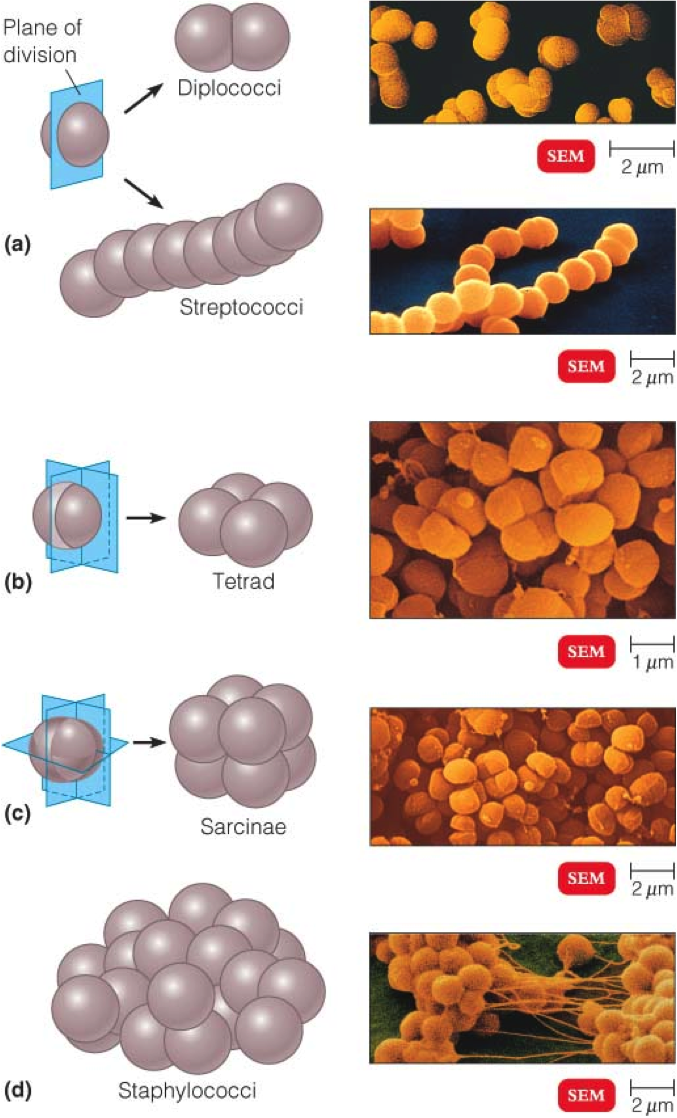 Plane of
division
Diplococci
SEM
2 μm
(a)
Streptococci
SEM
2 μm
(b)
Tetrad
SEM
1 μm
(c)
Sarcinae
SEM
2 μm
(d)
Staphylococci
SEM
2 μm